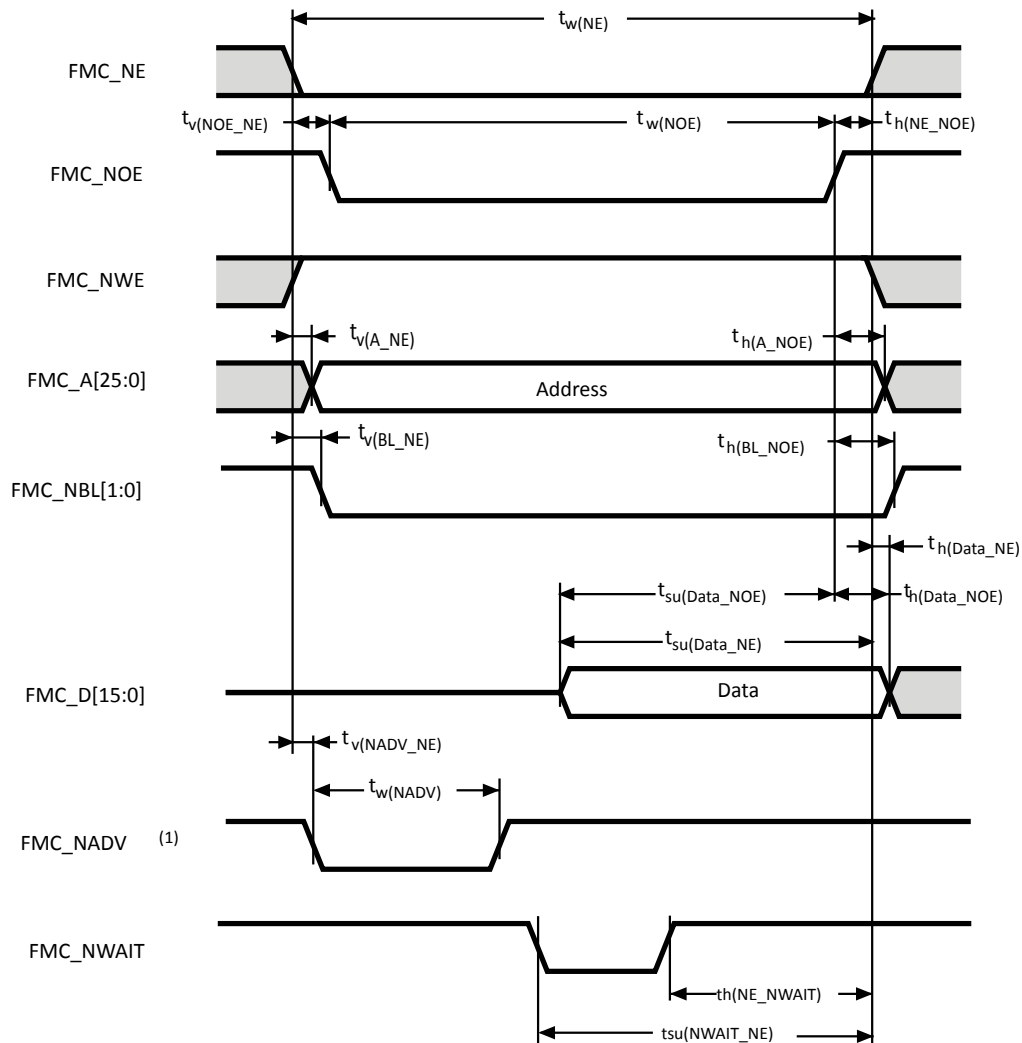 tw(NE)
FMC_NE
tv(NOE_NE)
tw(NOE)
th(NE_NOE)
FMC_NOE
FMC_NWE
tv(A_NE)
th(A_NOE)
FMC_A[25:0]
Address
tv(BL_NE)
th(BL_NOE)
FMC_NBL[1:0]
th(Data_NE)
tsu(Data_NOE)
th(Data_NOE)
tsu(Data_NE)
FMC_D[15:0]
Data
tv(NADV_NE)
tw(NADV)
FMC_NADV (1)
FMC_NWAIT
th(NE_NWAIT)
tsu(NWAIT_NE)